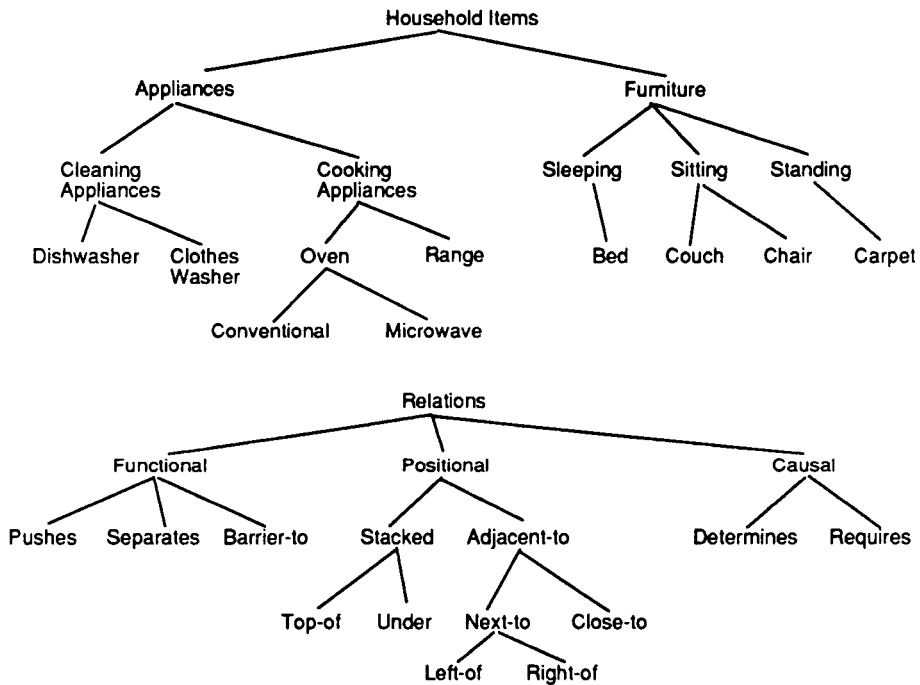 Household Items
Appliances
Furniture
Cleaning
Appliances
Cooking
Appliances
Sleeping
Sitting
Standing
Dishwasher
Clothes
Washer
Oven
Range
Bed
Couch
Chair
Carpet
Conventional
Microwave
Relations
Functional
Positional
Causal
Pushes
Separates
Barrier-to
Stacked
Adjacent-to
Determines
Requires
Top-of
Under
Next-to
Close-to
Left-of
Right-of